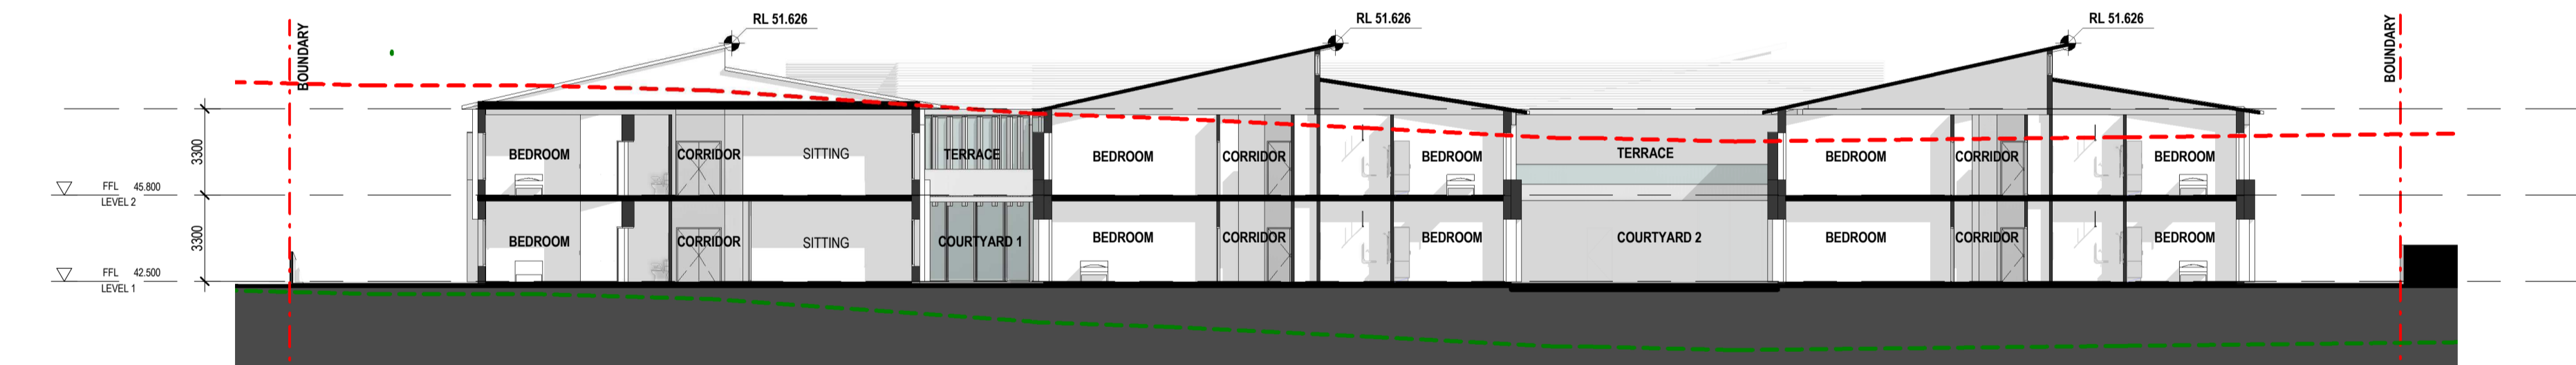 RL 51.626
RL 51.626
RL 51.626
BOUNDARY
BOUNDARY
3300
BEDROOM
CORRIDOR
SITTING
TERRACE
BEDROOM
CORRIDOR
BEDROOM
TERRACE
BEDROOM
CORRIDOR
BEDROOM
FFL 45.800
LEVEL 2
3300
BEDROOM
CORRIDOR
SITTING
COURTYARD 1
BEDROOM
CORRIDOR
BEDROOM
COURTYARD 2
BEDROOM
CORRIDOR
BEDROOM
FFL 42.500
LEVEL 1